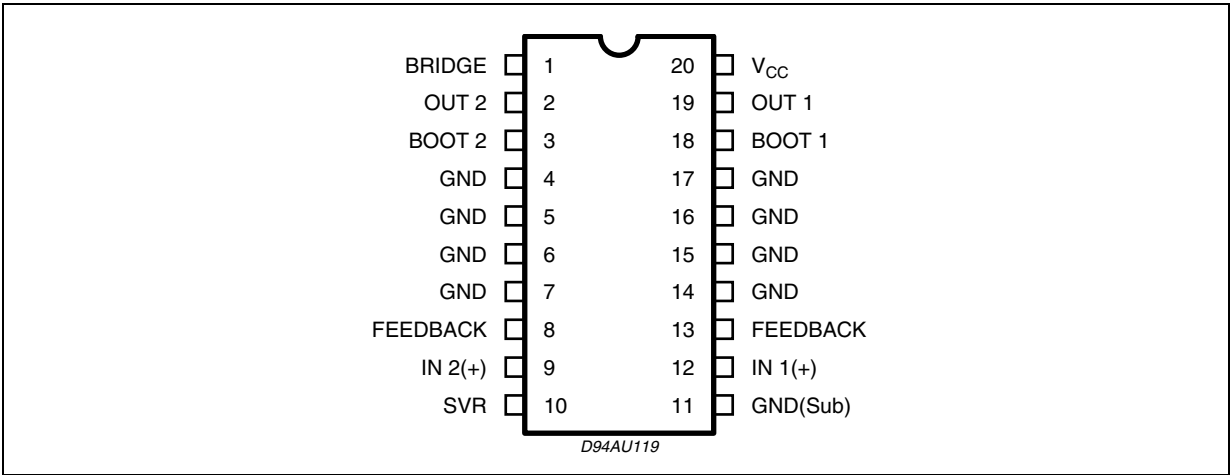 BRIDGE 1 20 VCC
OUT 2 2 19 OUT 1
BOOT 2 3 18 BOOT 1
GND 4 17 GND
GND 5 16 GND
GND 6 15 GND
GND 7 14 GND
FEEDBACK 8 13 FEEDBACK
IN 2(+) 9 12 IN 1(+)
SVR 10 11 GND(Sub)
D94AU119